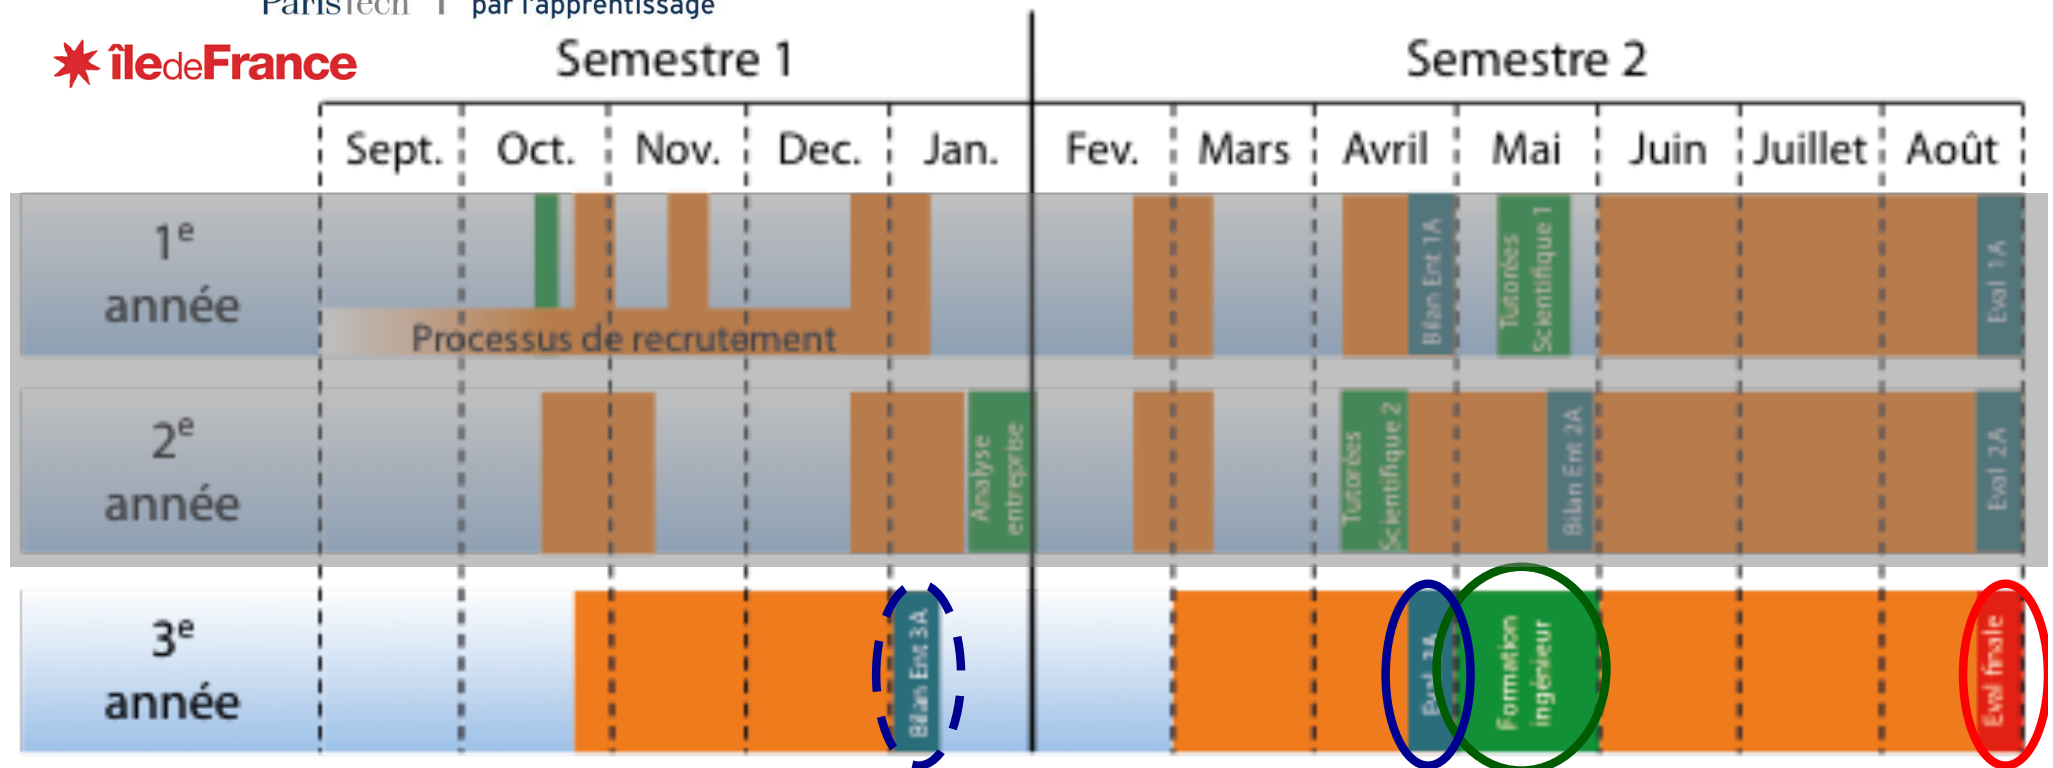 ParisTech
par l'apprentissage
îledeFrance
Semestre 1
Semestre 2
Sept.
Oct.
Nov.
Dec.
Jan.
Fev.
Mars
Avril
Mai
Juin
Juillet
Août
1e
année
Processus de recrutement
Bilan Ent 1A
Tutorées
Scientifique 1
Eval 1A
2e
année
Analyse
entreprise
Tutorées
Scientifique 2
Bilan Ent 2A
Eval 2A
3e
année
Bilan Ent 3A
Eval 3A
Formation
ingénieur
Eval finale